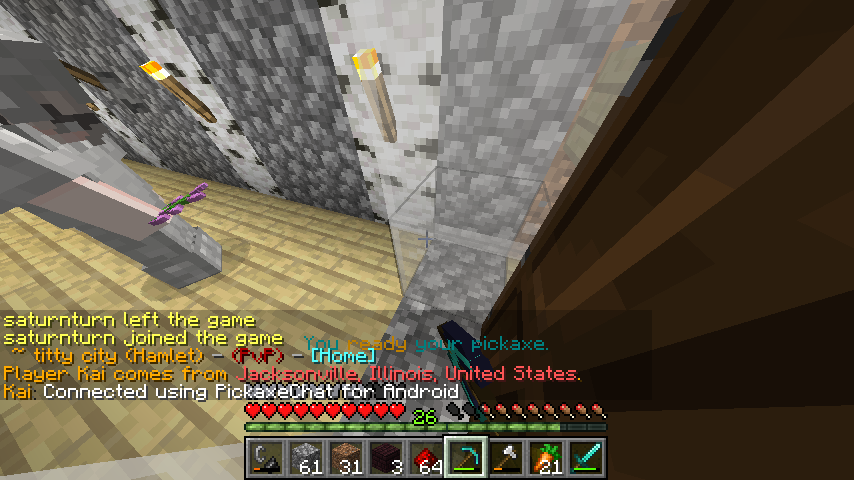 saturnturn left the game
saturnturn joined the game
You ready your pickaxe.
~ titty city (Hamlet) – (PvP) – [Home]
Player Kai comes from Jacksonville, Illinois, United States.
Kai: Connected using PickaxeChat for Android
26
61 31 3 64 21